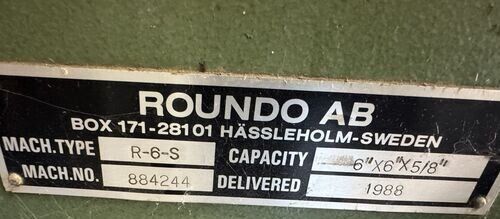 ROUNDO AB
BOX 171-28101 HÄSSLEHOLM-SWEDEN
MACH.TYPE R-6-S CAPACITY 6"X6"X5/8"
MACH.NO. 884244 DELIVERED 1988